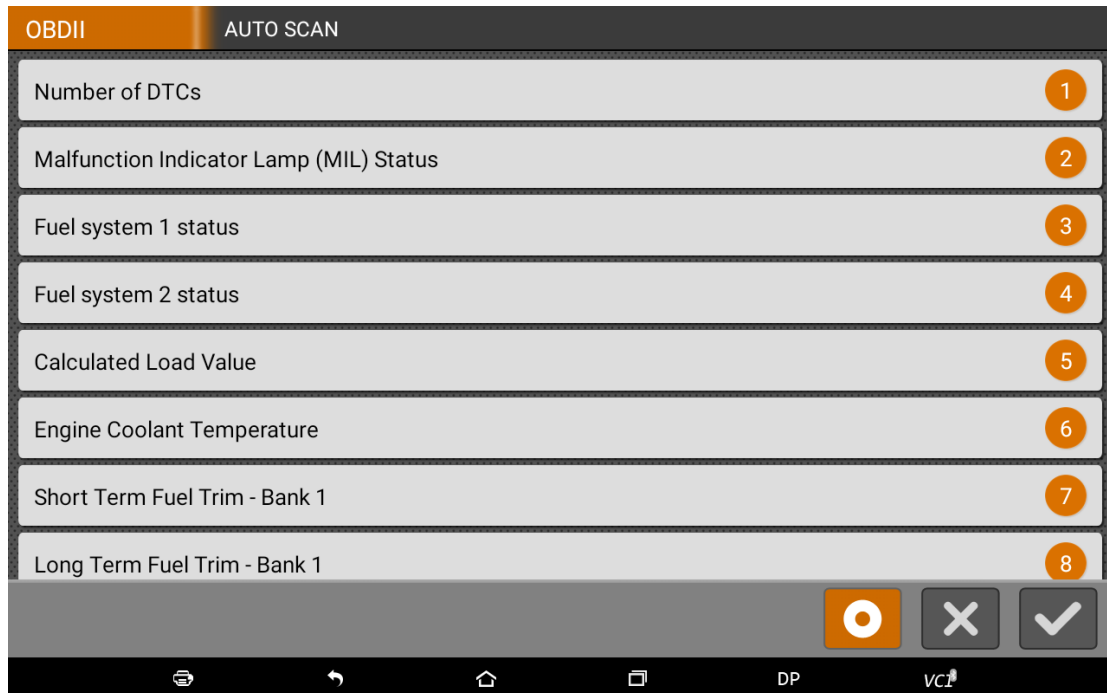 OBDII AUTO SCAN
Number of DTCs 1
Malfunction Indicator Lamp (MIL) Status 2
Fuel system 1 status 3
Fuel system 2 status 4
Calculated Load Value 5
Engine Coolant Temperature 6
Short Term Fuel Trim - Bank 1 7
Long Term Fuel Trim - Bank 1 8
DP VCI